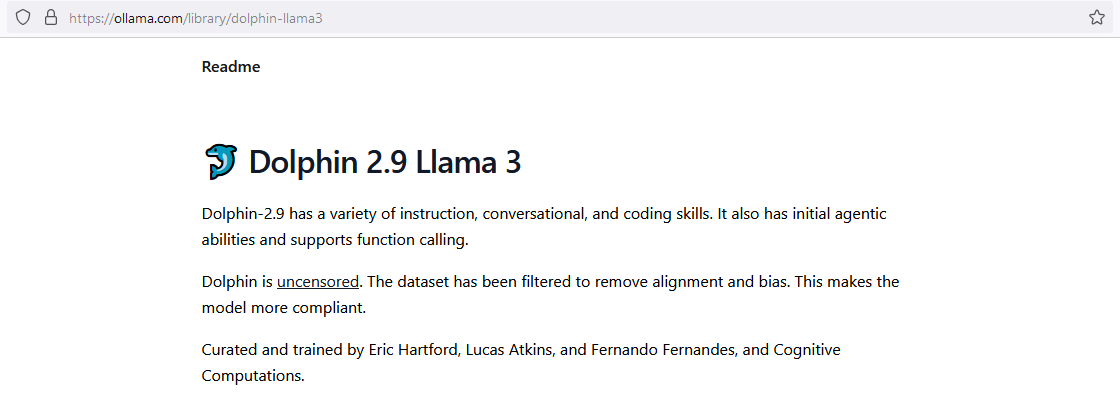 https://ollama.com/library/dolphin-llama3
Readme
Dolphin 2.9 Llama 3
Dolphin-2.9 has a variety of instruction, conversational, and coding skills. It also has initial agentic
abilities and supports function calling.
Dolphin is uncensored. The dataset has been filtered to remove alignment and bias. This makes the
model more compliant.
Curated and trained by Eric Hartford, Lucas Atkins, and Fernando Fernandes, and Cognitive
Computations.